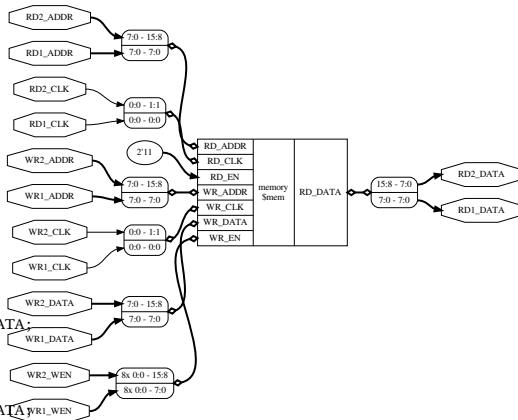 RD2_ADDR
RD1_ADDR
7:0 - 15:8
7:0 - 7:0
RD2_CLK
RD1_CLK
0:0 - 1:1
0:0 - 0:0
2'11
WR2_ADDR
WR1_ADDR
7:0 - 15:8
7:0 - 7:0
WR2_CLK
WR1_CLK
0:0 - 1:1
0:0 - 0:0
WR2_DATA
WR1_DATA
7:0 - 15:8
7:0 - 7:0
ATA;
WR2_WEN
WR1_WEN
8x 0:0 - 15:8
8x 0:0 - 7:0
ATA;
RD_ADDR
RD_CLK
RD_EN
WR_ADDR
WR_CLK
WR_DATA
WR_EN
memory
$mem
RD_DATA
15:8 - 7:0
7:0 - 7:0
RD2_DATA
RD1_DATA